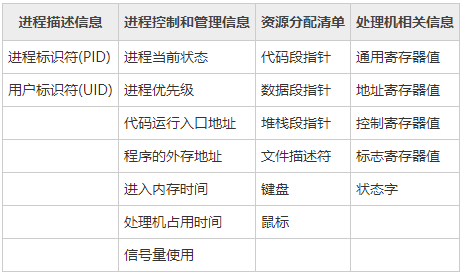 进程描述信息 进程控制和管理信息 资源分配清单 处理机相关信息
进程标识符(PID) 进程当前状态 代码段指针 通用寄存器值
用户标识符(UID) 进程优先级 数据段指针 地址寄存器值
代码运行入口地址 堆栈段指针 控制寄存器值
程序的外存地址 文件描述符 标志寄存器值
进入内存时间 键盘 状态字
处理机占用时间 鼠标
信号量使用